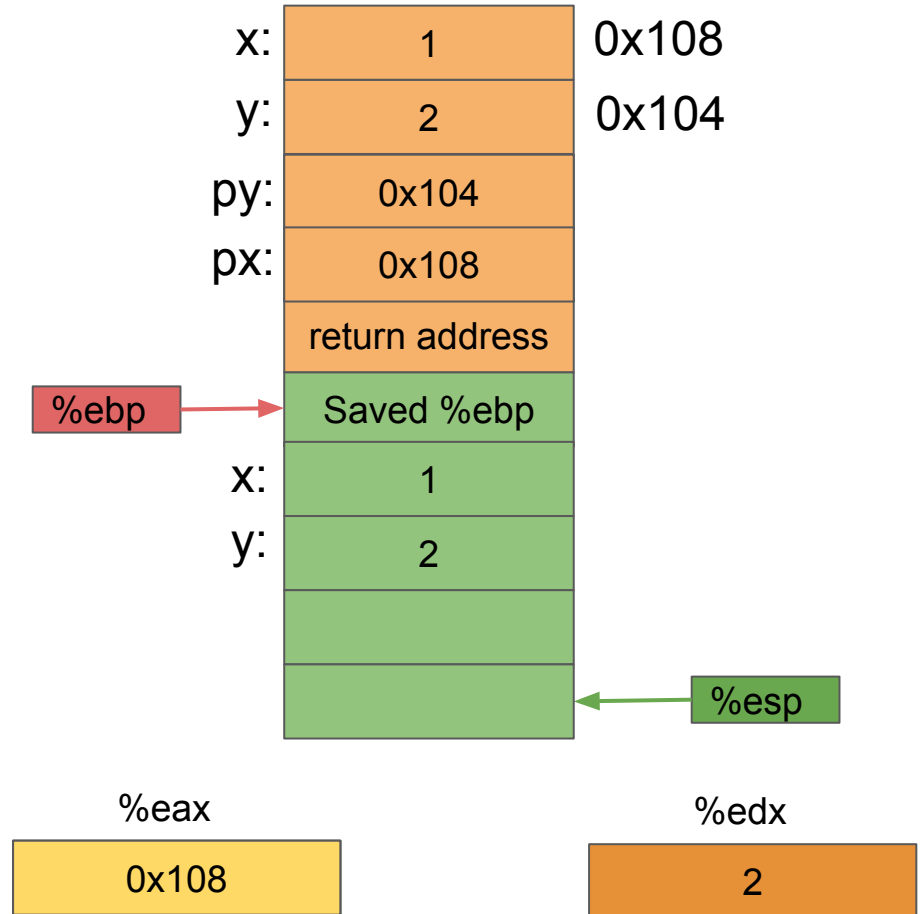 x: 1 0x108
y: 2 0x104
py: 0x104
px: 0x108
return address
%ebp Saved %ebp
x: 1
y: 2
%esp
%eax %edx
0x108 2